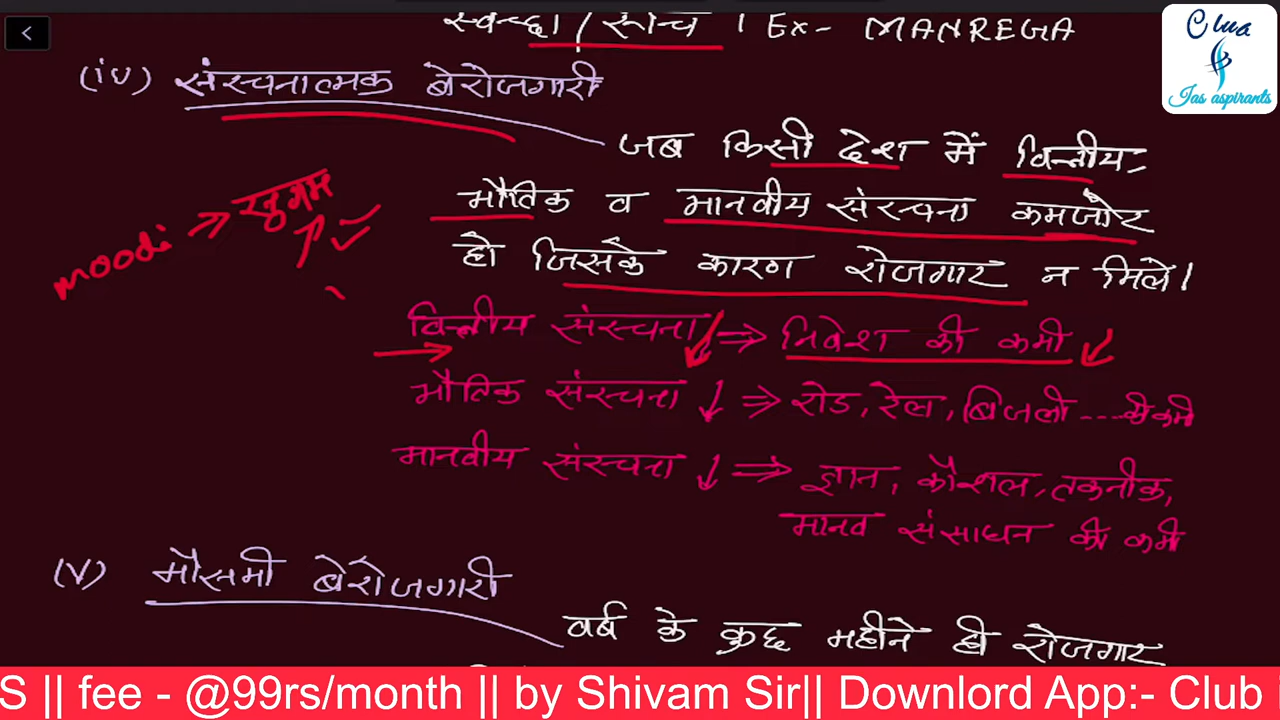 स्वेच्छा / रूचि । Ex- MANREGA
Club
Ias aspirants
(iv) संरचनात्मक बेरोजगारी
जब किसी देश में वित्तीय,
भौतिक व मानवीय संरचना कमजोर
हो जिसके कारण रोजगार न मिले।
moodi ⇒ रघुराम ↑ ✓
वित्तीय संरचना ↓ ⇒ निवेश की कमी ↓
भौतिक संरचना ↓ ⇒ रोड, रेल, बिजली ....की कमी
मानवीय संरचना ↓ ⇒ ज्ञान, कौशल, तकनीक,
मानव संसाधन की कमी
(v) मौसमी बेरोजगारी
वर्ष के कुछ महीने ही रोजगार
S || fee - @99rs/month || by Shivam Sir|| Downlord App:- Club